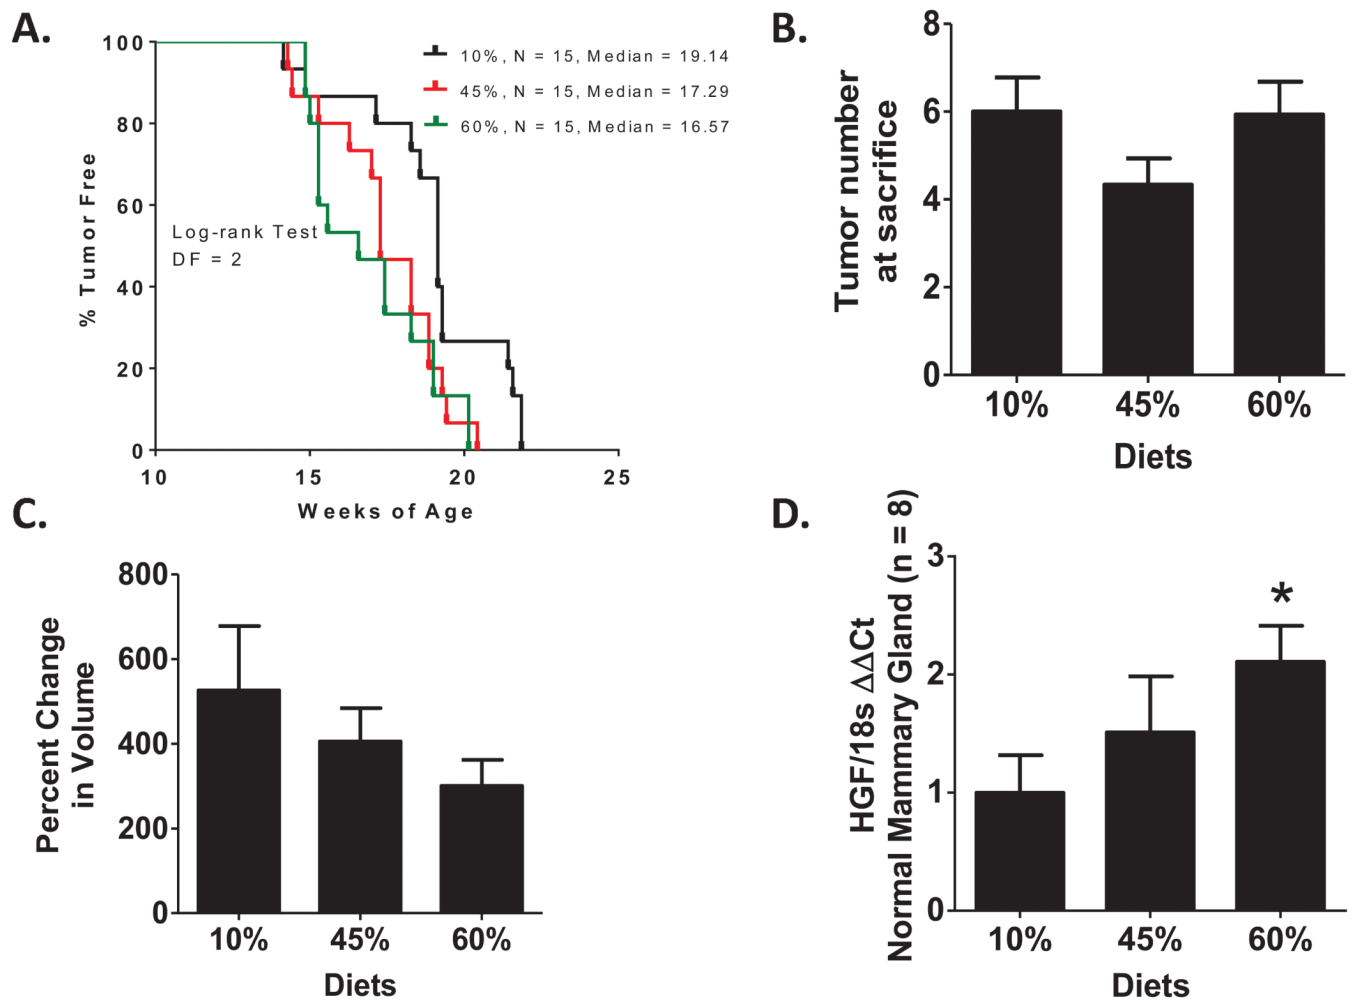 A.
100
80
60
40
20
0
% Tumor Free
10%, N = 15, Median = 19.14
45%, N = 15, Median = 17.29
60%, N = 15, Median = 16.57
Log-rank Test
DF = 2
10 15 20 25
Weeks of Age
B.
8
6
4
2
0
Tumor number
at sacrifice
10% 45% 60%
Diets
C.
800
600
400
200
0
Percent Change
in Volume
10% 45% 60%
Diets
D.
3
2
1
0
HGF/18s ΔΔCt
Normal Mammary Gland (n = 8)
*
10% 45% 60%
Diets